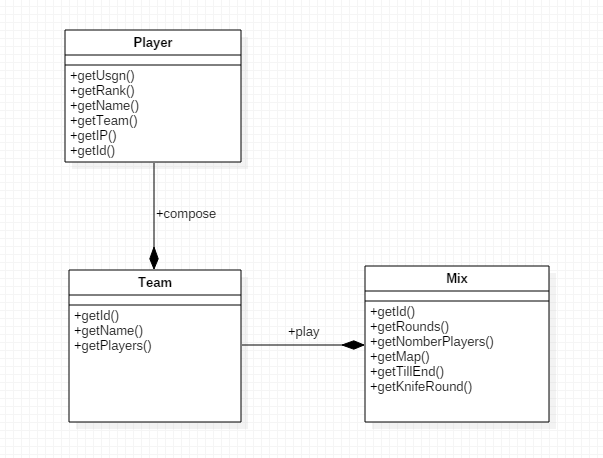 Player
+getUsgn()
+getRank()
+getName()
+getTeam()
+getIP()
+getId()
+compose
Team
+getId()
+getName()
+getPlayers()
+play
Mix
+getId()
+getRounds()
+getNomberPlayers()
+getMap()
+getTillEnd()
+getKnifeRound()